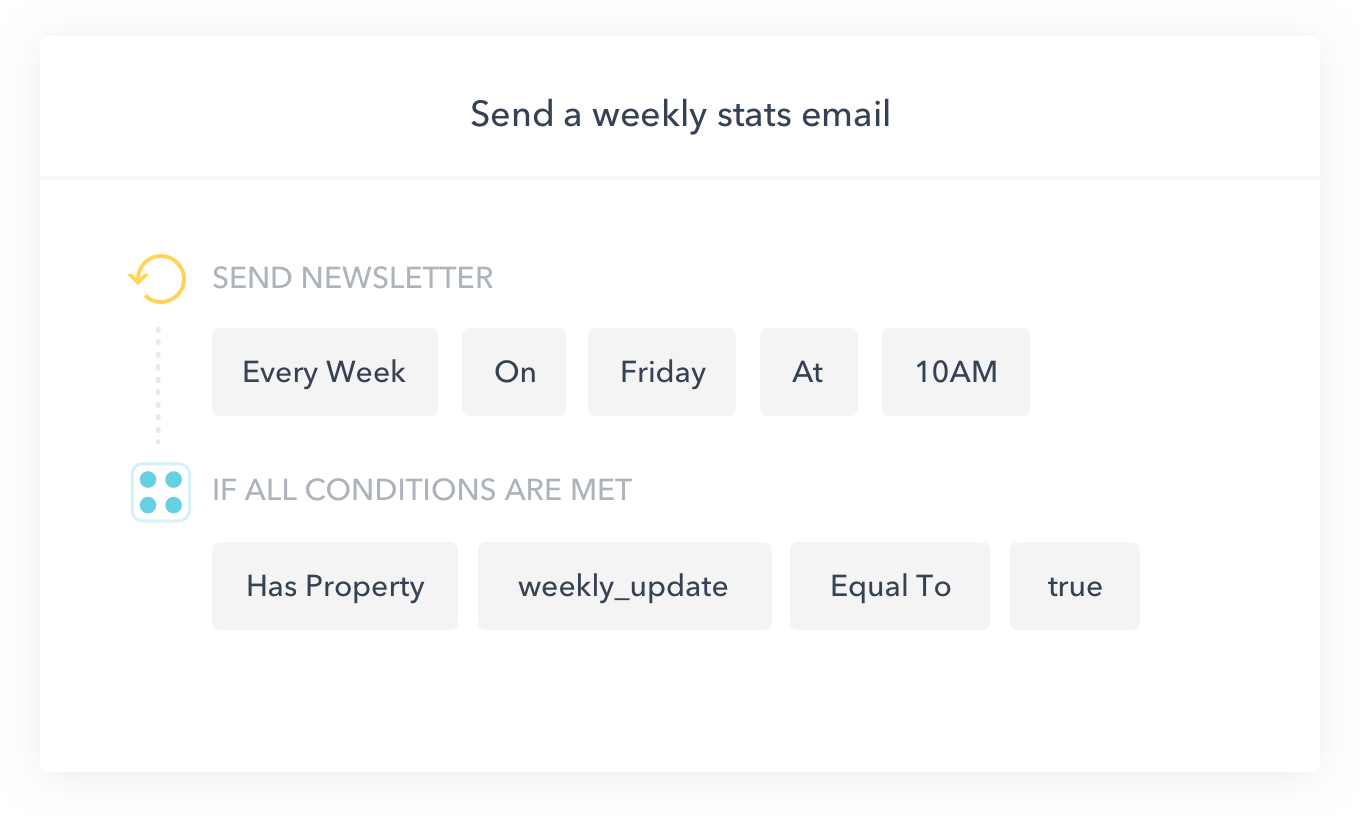 Send a weekly stats email
SEND NEWSLETTER
Every Week On Friday At 10AM
IF ALL CONDITIONS ARE MET
Has Property weekly_update Equal To true